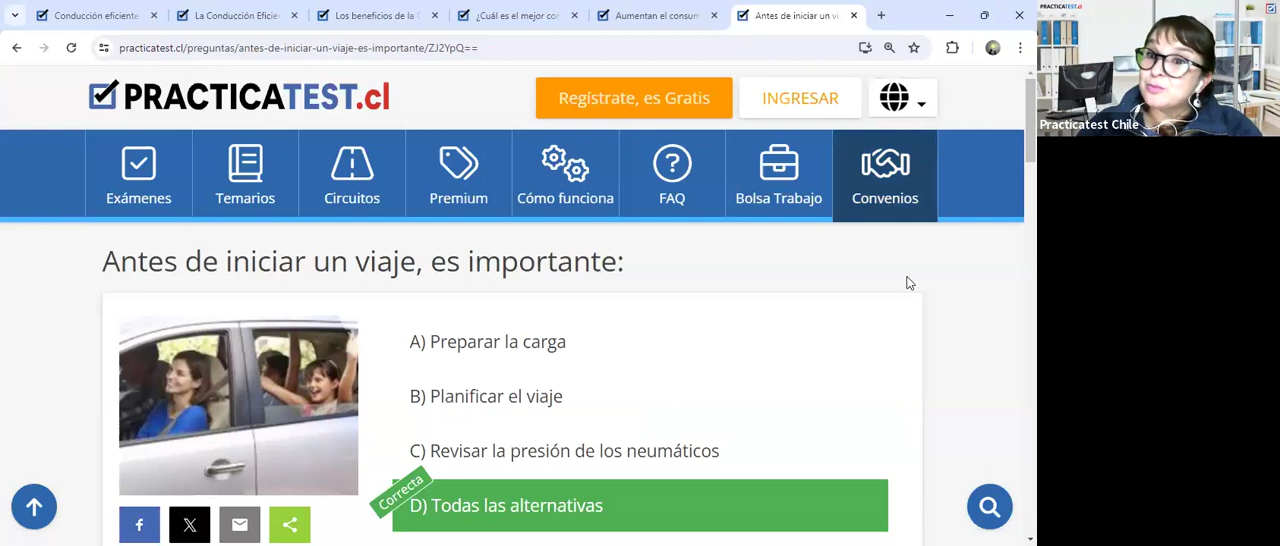 Conducción eficiente
La Conducción Eficie
Los beneficios de la C
¿Cuál es el mejor co
Aumentan el consum
Antes de iniciar un vi
practicatest.cl/preguntas/antes-de-iniciar-un-viaje-es-importante/ZJ2YpQ==
PRACTICATEST.cl
Regístrate, es Gratis
INGRESAR
Exámenes
Temarios
Circuitos
Premium
Cómo funciona
FAQ
Bolsa Trabajo
Convenios
Antes de iniciar un viaje, es importante:
A) Preparar la carga
B) Planificar el viaje
C) Revisar la presión de los neumáticos
Correcta
D) Todas las alternativas
PRACTICATEST.cl
Practicatest Chile